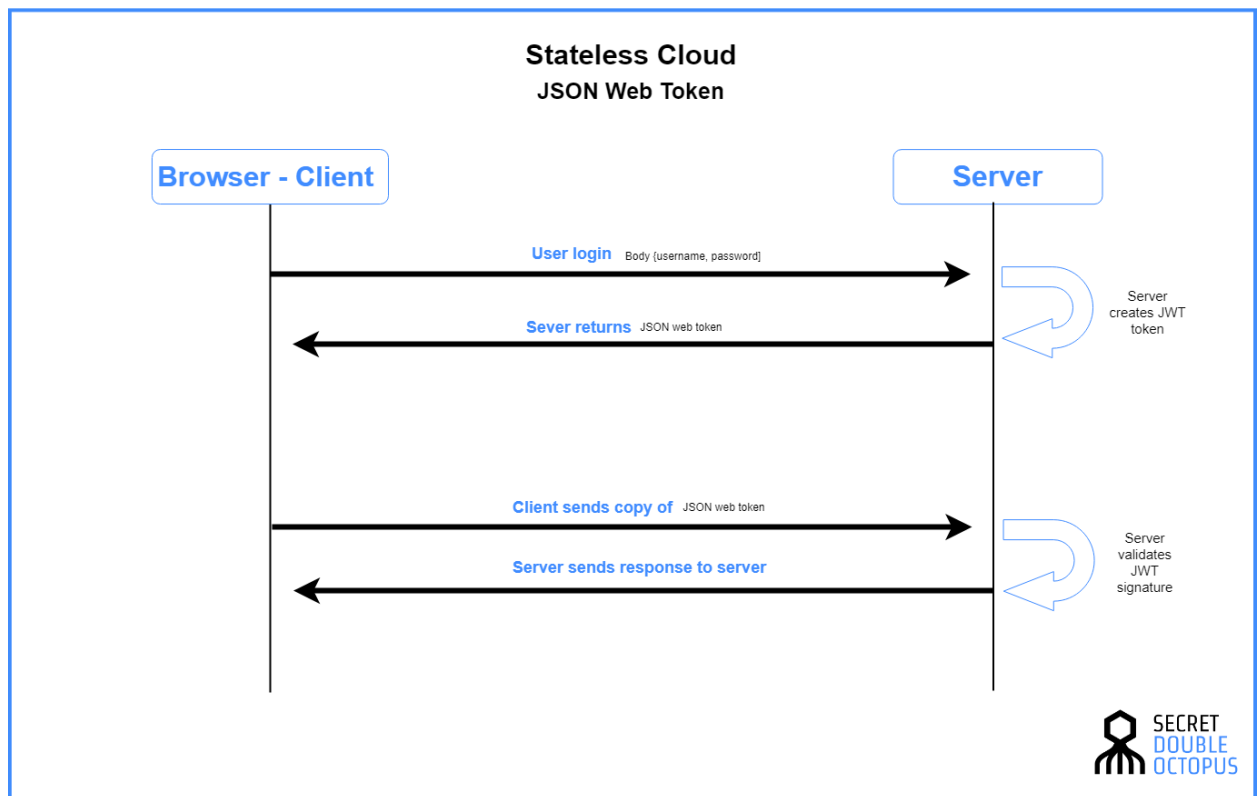 Stateless Cloud
JSON Web Token
Browser - Client
Server
User login Body {username, password]
Server
creates JWT
token
Sever returns JSON web token
Client sends copy of JSON web token
Server
validates
JWT
signature
Server sends response to server
SECRET
DOUBLE
OCTOPUS